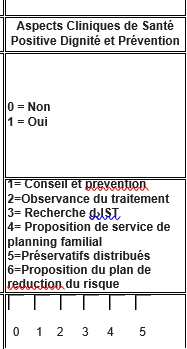 Aspects Cliniques de Santé
Positive Dignité et Prévention
0 = Non
1 = Oui
1= Conseil et prévention
2=Observance du traitement
3= Recherche d₂IST
4= Proposition de service de
planning familial
5=Préservatifs distribués
6=Proposition du plan de
reduction du risque
0 1 2 3 4 5